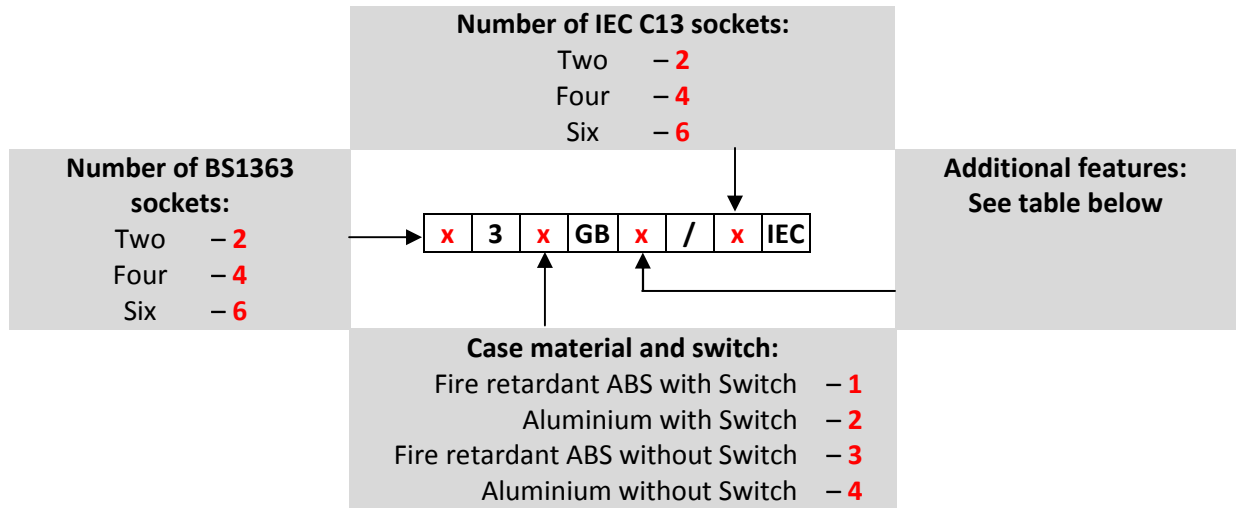 Number of IEC C13 sockets:
Two – 2
Four – 4
Six – 6
Number of BS1363
sockets:
Two – 2
Four – 4
Six – 6
x 3 x GB x / x IEC
Additional features:
See table below
Case material and switch:
Fire retardant ABS with Switch – 1
Aluminium with Switch – 2
Fire retardant ABS without Switch – 3
Aluminium without Switch – 4